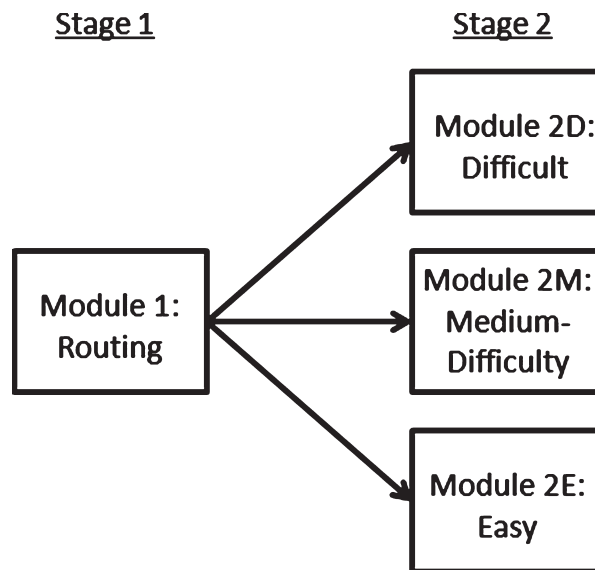 Stage 1
Stage 2
Module 1:
Routing
Module 2D:
Difficult
Module 2M:
Medium-
Difficulty
Module 2E:
Easy